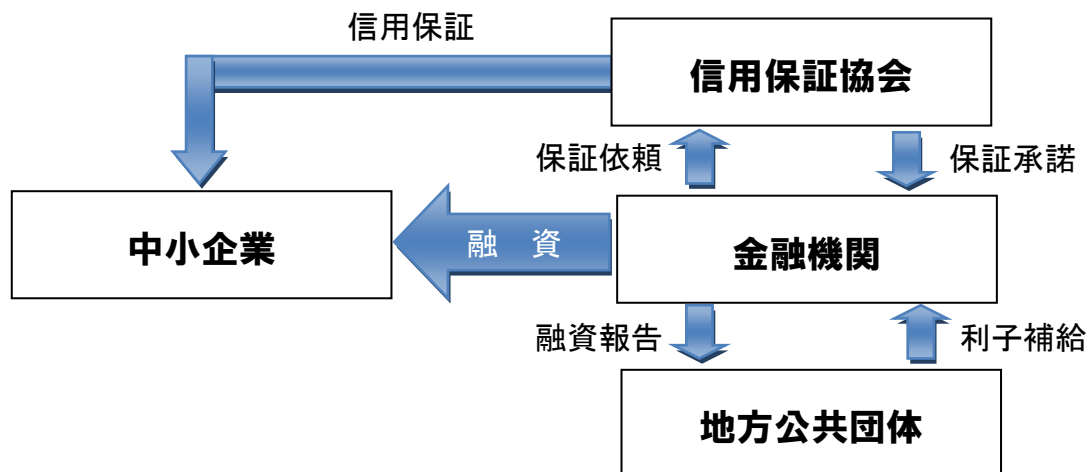 信用保証
信用保証協会
保証依頼
保証承諾
中小企業
融 資
金融機関
融資報告
利子補給
地方公共団体